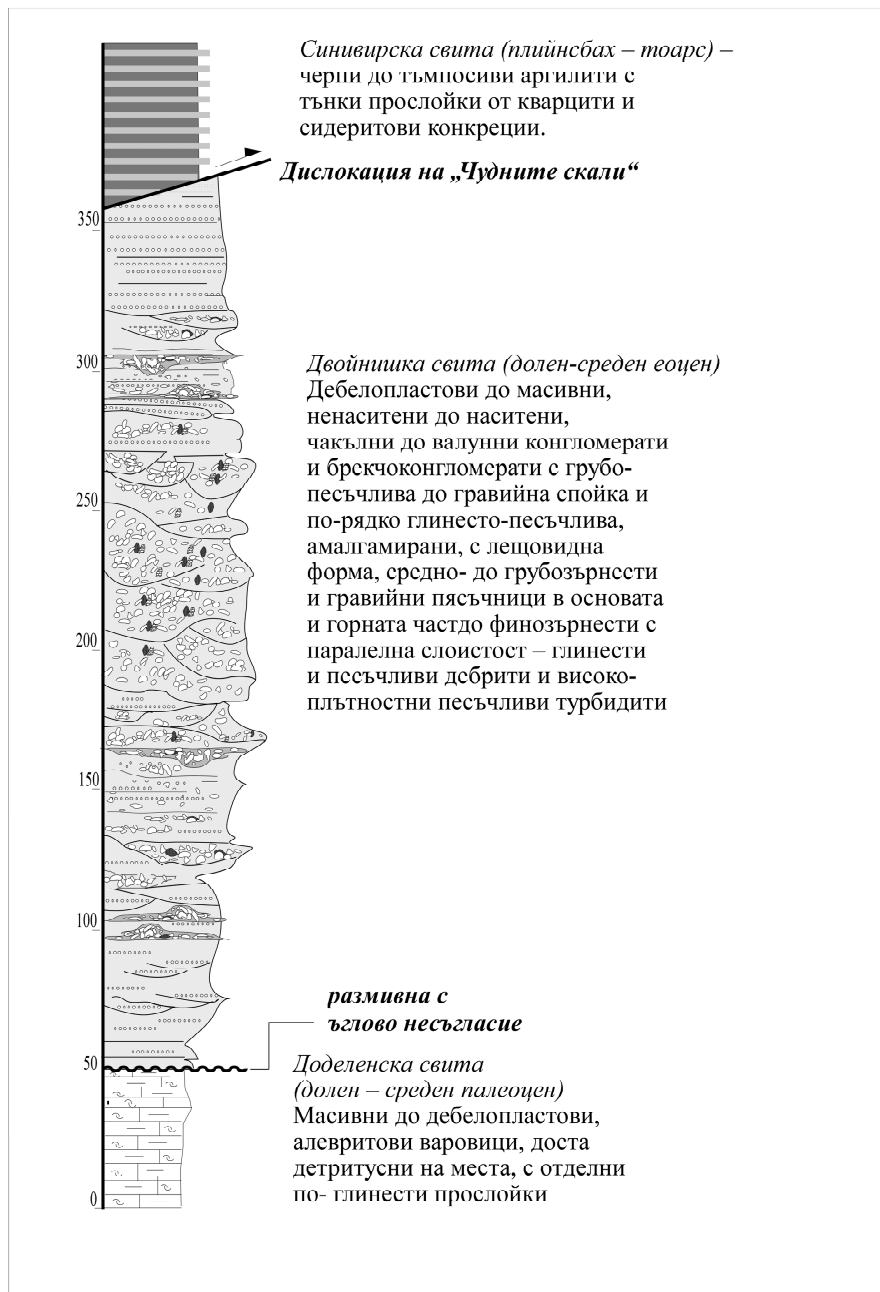 Синивирска свита (плийнсбах – тоарс) –
черни до тъмносиви аргилити с
тънки прослойки от кварцити и
сидеритови конкреции.
Дислокация на „Чудните скали“
350
300
Двойнишка свита (долен-среден еоцен)
Дебелопластови до масивни,
ненаситени до наситени,
чакълни до валунни конгломерати
и брекчоконгломерати с грубо-
песъчлива до гравийна спойка и
250
по-рядко глинесто-песъчлива,
амалгамирани, с лещовидна
форма, средно- до грубозърнести
и гравийни пясъчници в основата
и горната частдо финозърнести с
200
паралелна слоистост – глинести
и песъчливи дебрити и високо-
плътностни песъчливи турбидити
150
100
размивна с
ъглово несъгласие
50
Доделенска свита
(долен – среден палеоцен)
Масивни до дебелопластови,
алевритови варовици, доста
детритусни на места, с отделни
по- глинести прослойки
0